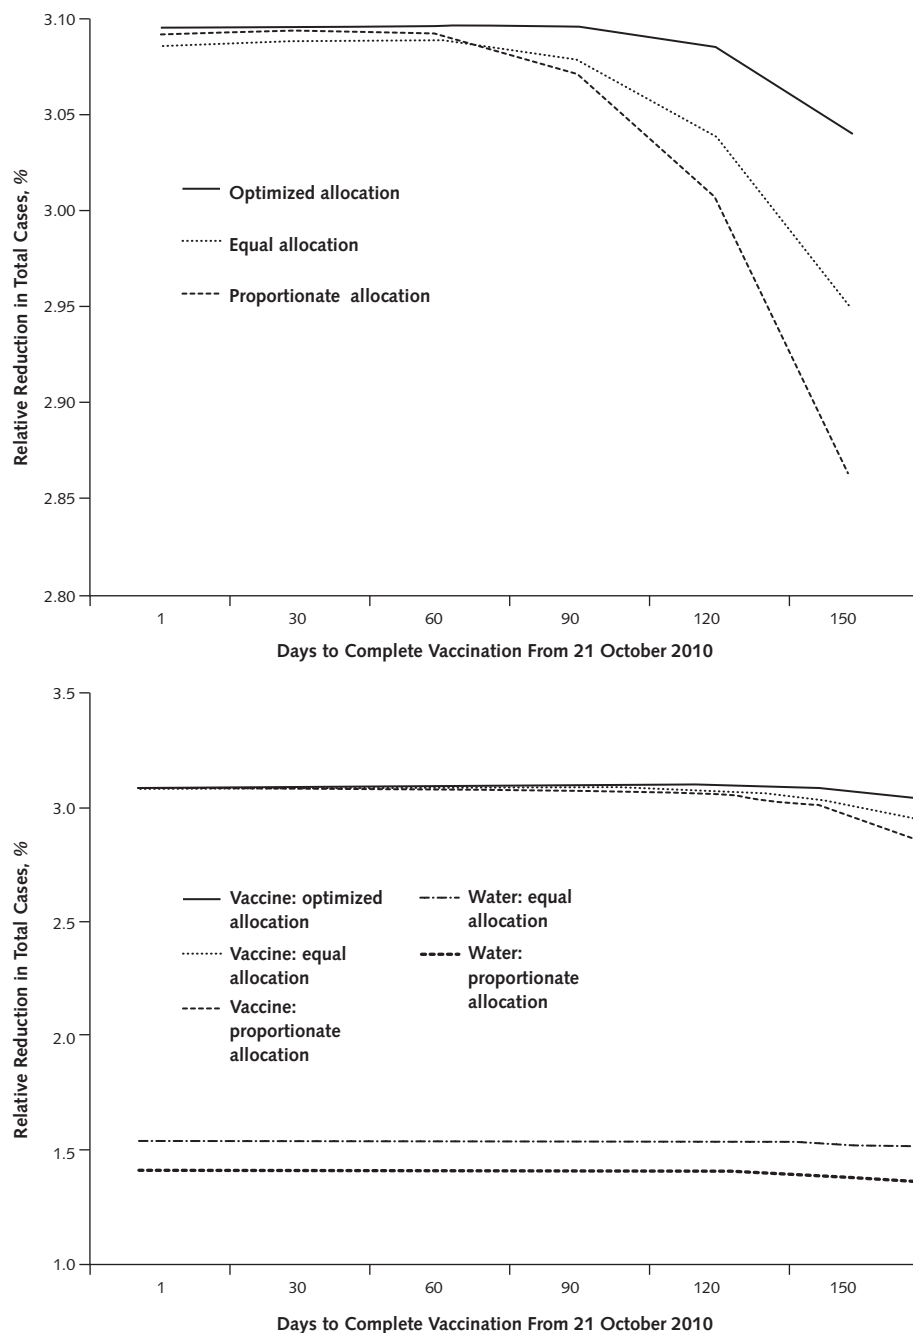 3.10
3.05
3.00
2.95
2.90
2.85
2.80
Relative Reduction in Total Cases, %
Optimized allocation
Equal allocation
Proportionate allocation
1 30 60 90 120 150
Days to Complete Vaccination From 21 October 2010
3.5
3.0
2.5
2.0
1.5
1.0
Relative Reduction in Total Cases, %
Vaccine: optimized
allocation
Vaccine: equal
allocation
Vaccine:
proportionate
allocation
Water: equal
allocation
Water:
proportionate
allocation
1 30 60 90 120 150
Days to Complete Vaccination From 21 October 2010